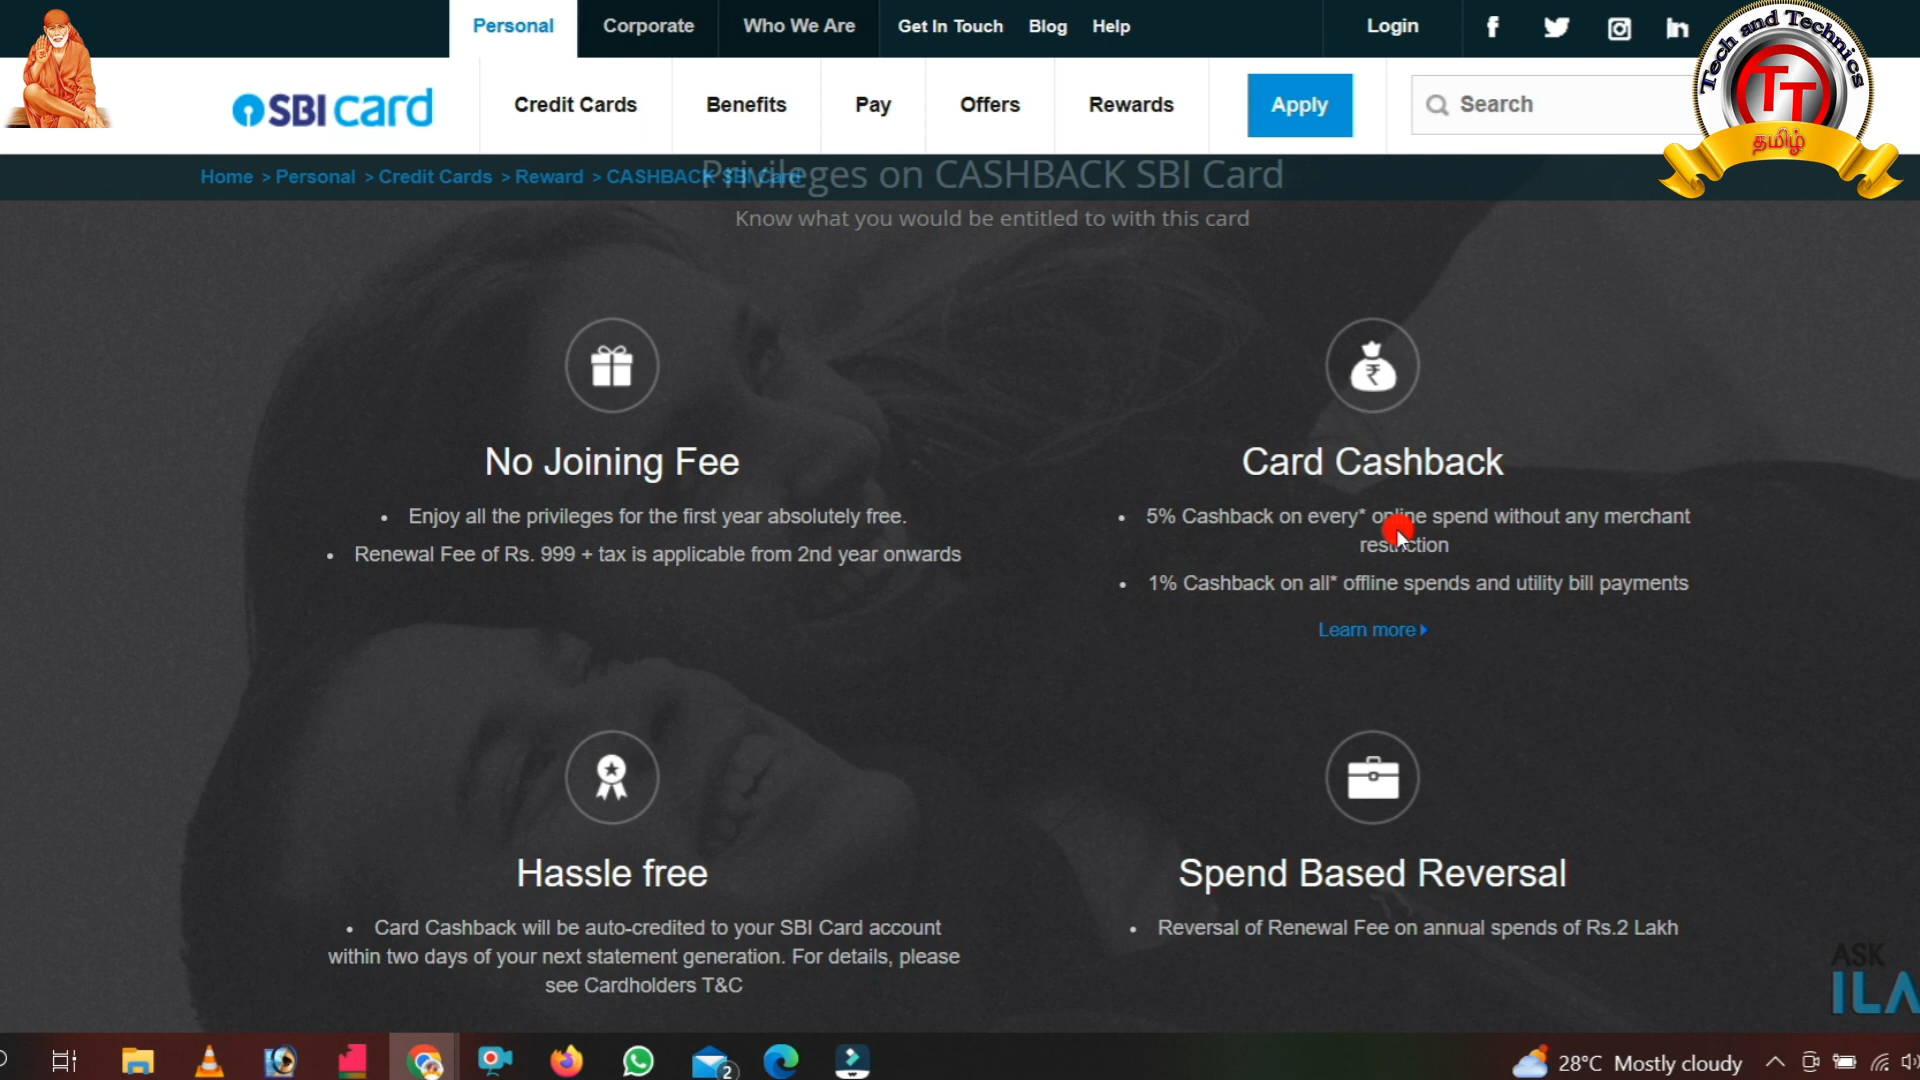 Personal Corporate Who We Are Get In Touch Blog Help Login
Tech and Technics
TT
தமிழ்
SBI card Credit Cards Benefits Pay Offers Rewards Apply Search
Privileges on CASHBACK SBI Card
Home > Personal > Credit Cards > Reward > CASHBACK SBI Card
Know what you would be entitled to with this card
No Joining Fee
• Enjoy all the privileges for the first year absolutely free.
• Renewal Fee of Rs. 999 + tax is applicable from 2nd year onwards
Card Cashback
• 5% Cashback on every* online spend without any merchant
restriction
• 1% Cashback on all* offline spends and utility bill payments
Learn more
Hassle free
• Card Cashback will be auto-credited to your SBI Card account
within two days of your next statement generation. For details, please
see Cardholders T&C
Spend Based Reversal
• Reversal of Renewal Fee on annual spends of Rs.2 Lakh
ASK
ILA
2
28°C Mostly cloudy